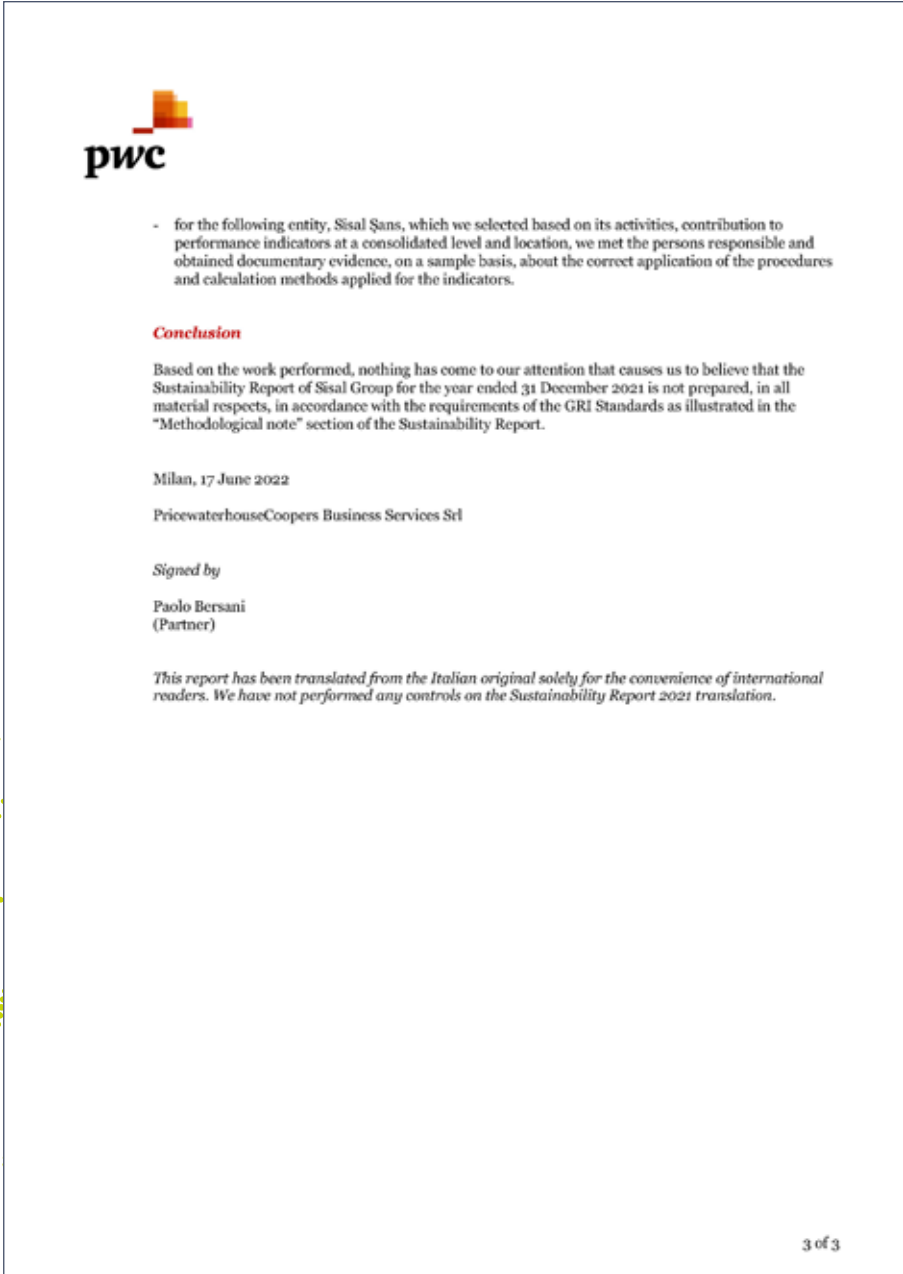 pwc
- for the following entity, Sisal Şans, which we selected based on its activities, contribution to
performance indicators at a consolidated level and location, we met the persons responsible and
obtained documentary evidence, on a sample basis, about the correct application of the procedures
and calculation methods applied for the indicators.
Conclusion
Based on the work performed, nothing has come to our attention that causes us to believe that the
Sustainability Report of Sisal Group for the year ended 31 December 2021 is not prepared, in all
material respects, in accordance with the requirements of the GRI Standards as illustrated in the
“Methodological note” section of the Sustainability Report.
Milan, 17 June 2022
PricewaterhouseCoopers Business Services Srl
Signed by
Paolo Bersani
(Partner)
This report has been translated from the Italian original solely for the convenience of international
readers. We have not performed any controls on the Sustainability Report 2021 translation.
3 of 3